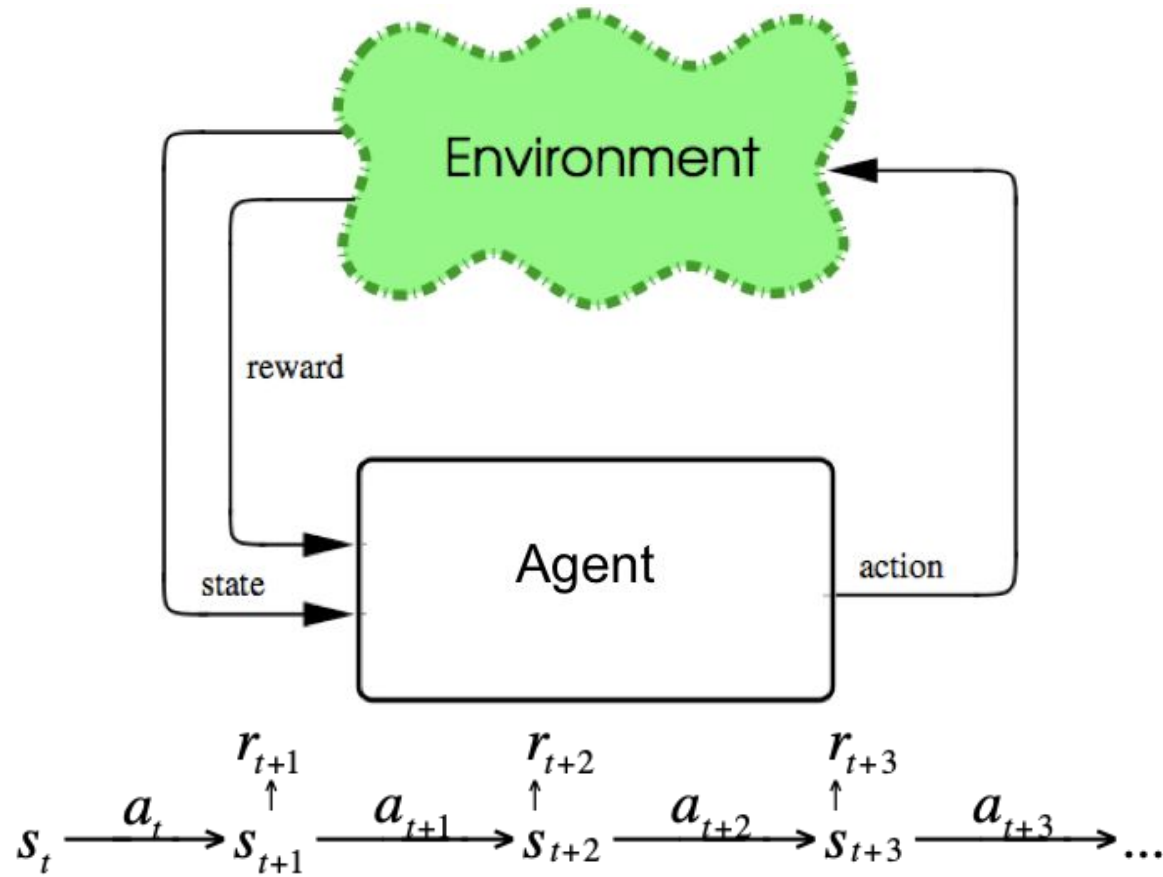 Environment
reward
Agent
action
state
r_{t+1} r_{t+2} r_{t+3}
↑ ↑ ↑
s_t a_t → s_{t+1} a_{t+1} → s_{t+2} a_{t+2} → s_{t+3} a_{t+3} → ...